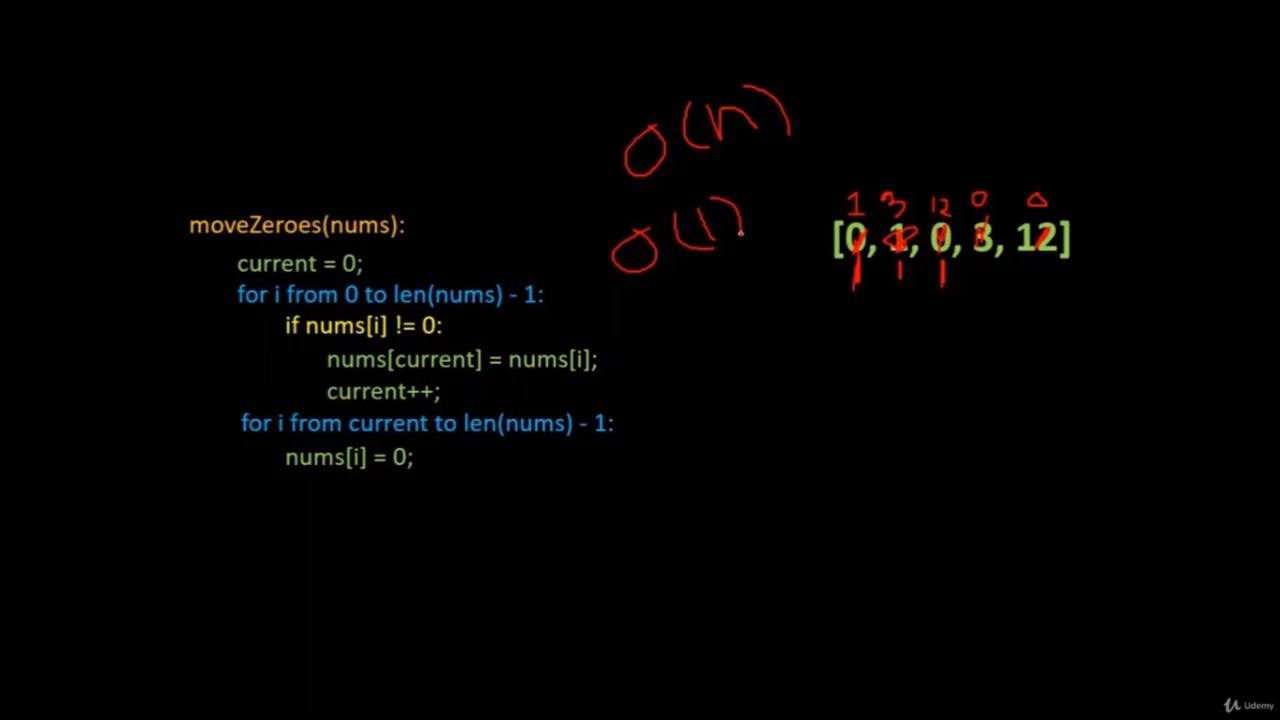 O(n)
O(1)
1 3 12 0 0
[0, 1, 0, 3, 12]
moveZeroes(nums):
current = 0;
for i from 0 to len(nums) - 1:
if nums[i] != 0:
nums[current] = nums[i];
current++;
for i from current to len(nums) - 1:
nums[i] = 0;
Udemy